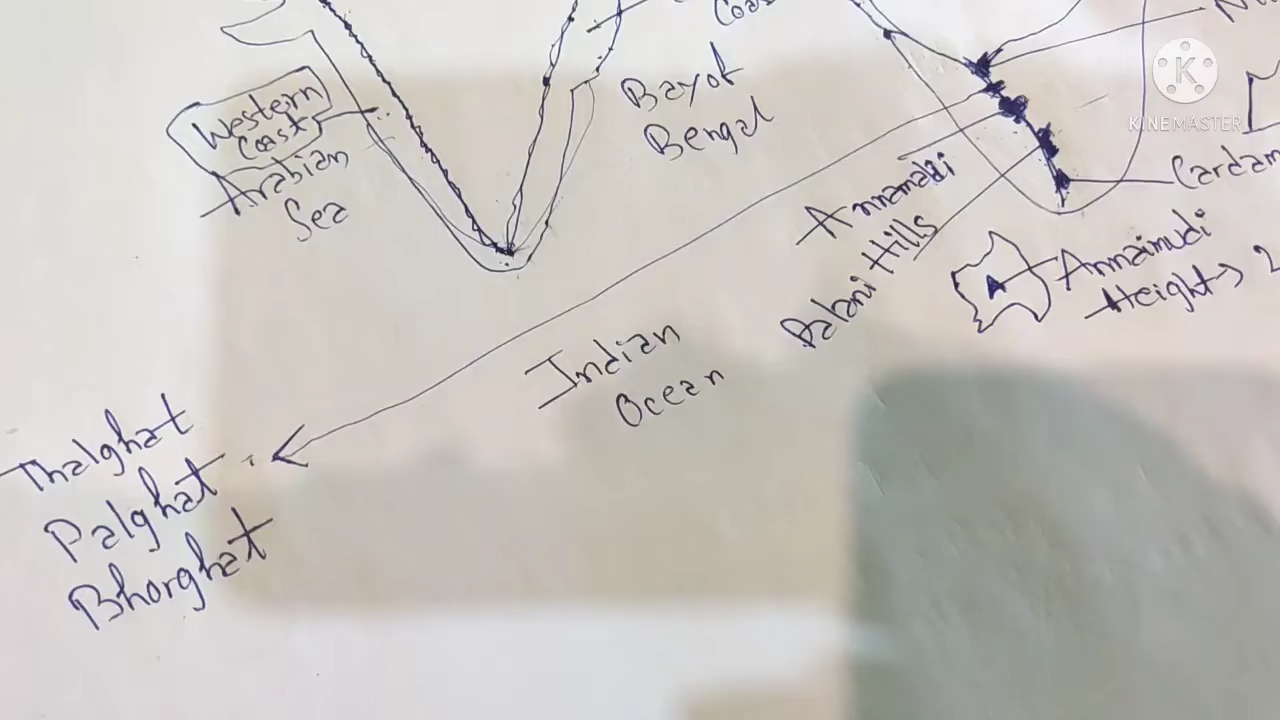 Western
Coast
Arabian
Sea
Bay of
Bengal
Annamalai
Hills
Palani
Annaimudi
Height→ 2
Cardam
Indian
Ocean
Thalghat
Palghat
Bhorghat
KINEMASTER